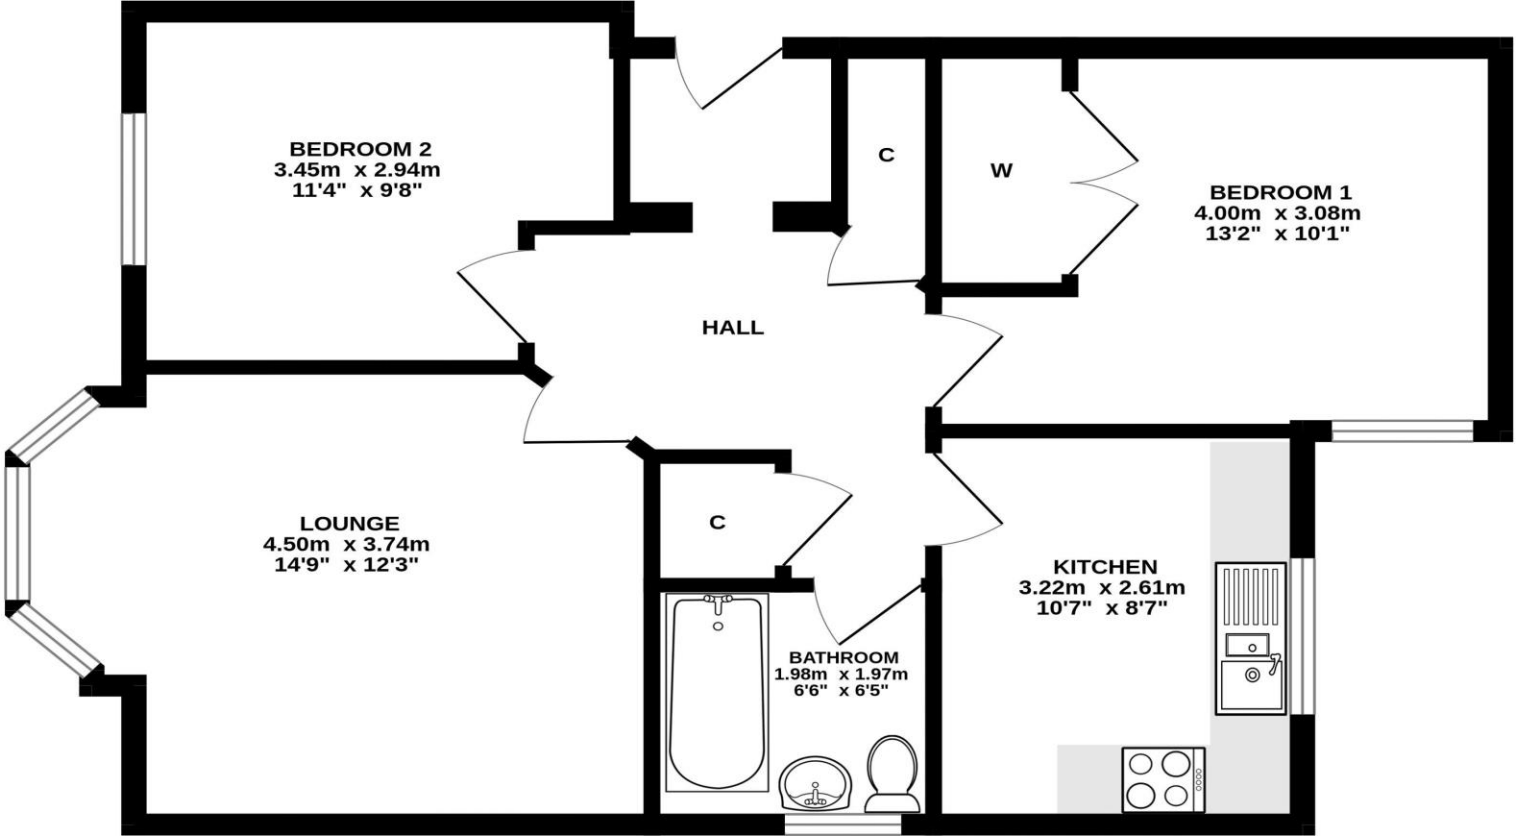 BEDROOM 2
3.45m x 2.94m
11'4" x 9'8"
C
W
BEDROOM 1
4.00m x 3.08m
13'2" x 10'1"
HALL
LOUNGE
4.50m x 3.74m
14'9" x 12'3"
C
KITCHEN
3.22m x 2.61m
10'7" x 8'7"
BATHROOM
1.98m x 1.97m
6'6" x 6'5"